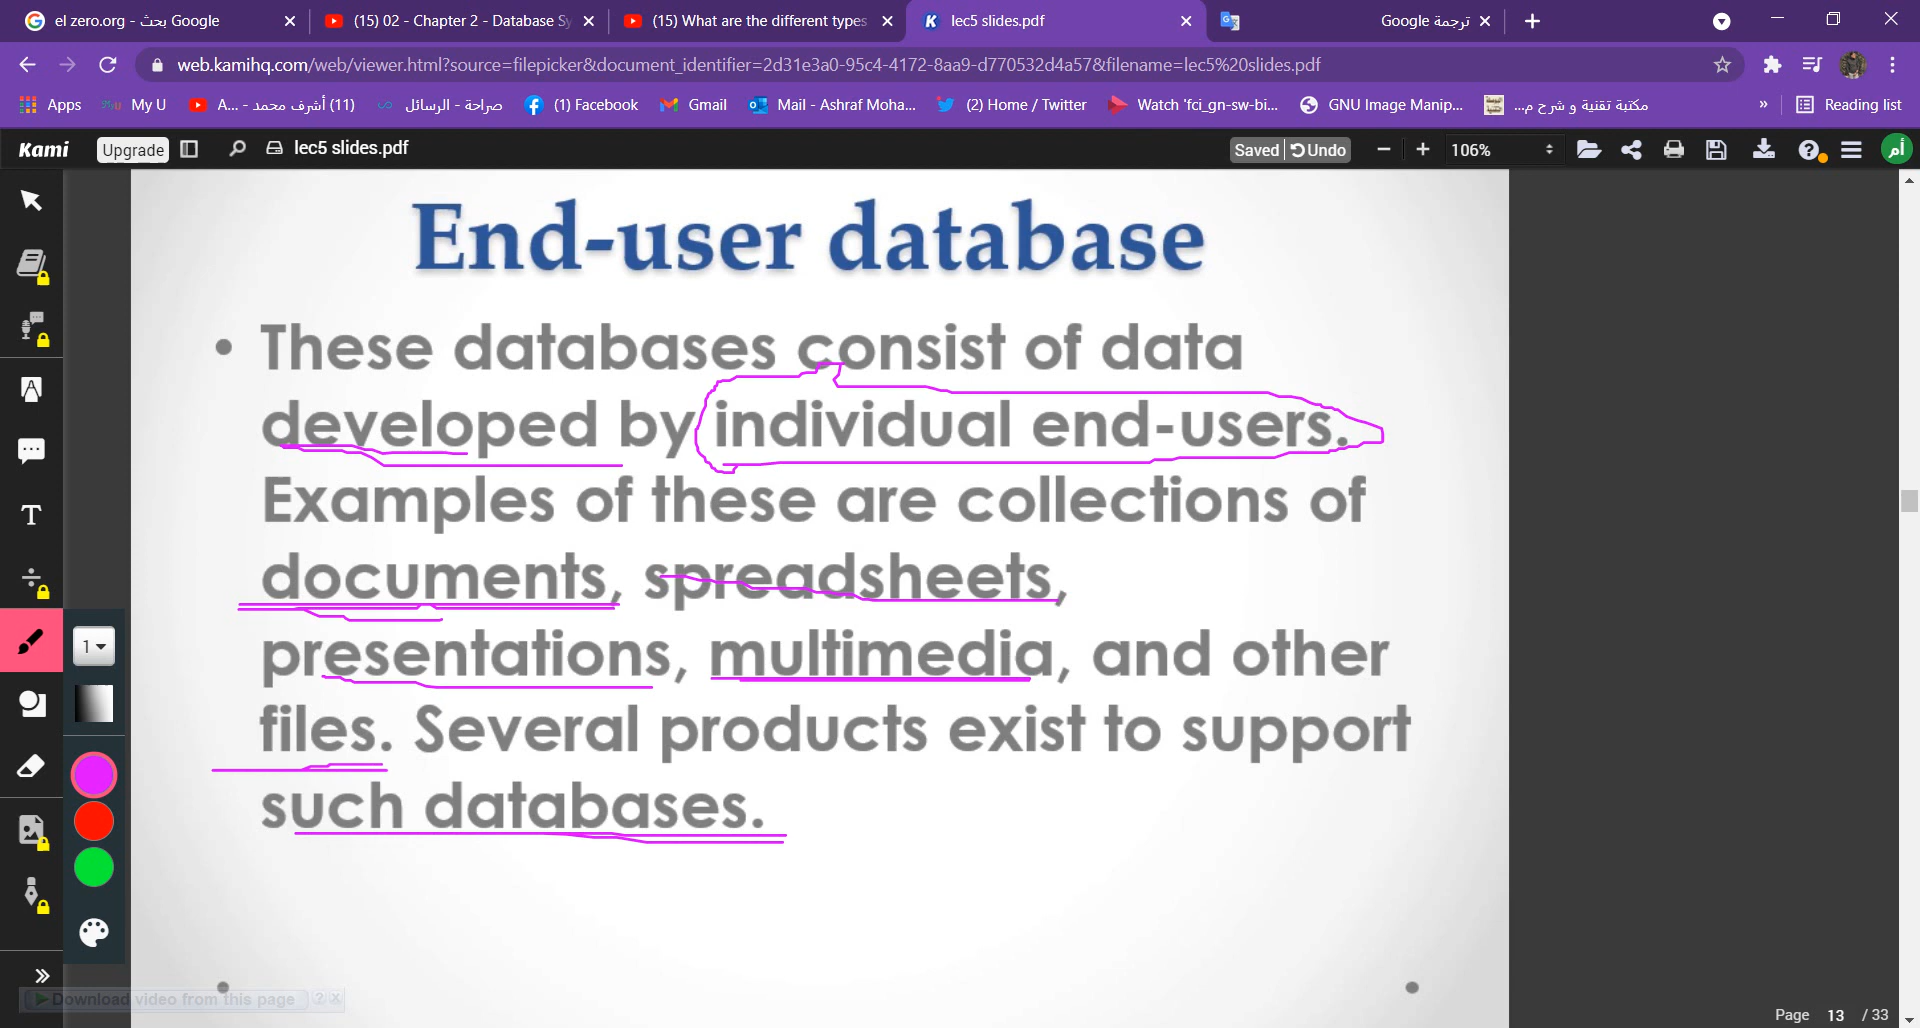 el zero.org - بحث Google
(15) 02 - Chapter 2 - Database Sy
(15) What are the different types
lec5 slides.pdf
ترجمة Google
web.kamihq.com/web/viewer.html?source=filepicker&document_identifier=2d31e3a0-95c4-4172-8aa9-d770532d4a57&filename=lec5%20slides.pdf
Apps
My U
(11) أشرف محمد - ...A
صراحة - الرسائل
(1) Facebook
Gmail
Mail - Ashraf Moha...
(2) Home / Twitter
Watch 'fci_gn-sw-bi...
GNU Image Manip...
مكتبة تقنية و شرح م...
»
Reading list
Kami
Upgrade
lec5 slides.pdf
Saved
Undo
106%
أم
End-user database
• These databases consist of data
developed by individual end-users.
Examples of these are collections of
documents, spreadsheets,
presentations, multimedia, and other
files. Several products exist to support
such databases.
1
Download video from this page
? x
Page 13 / 33